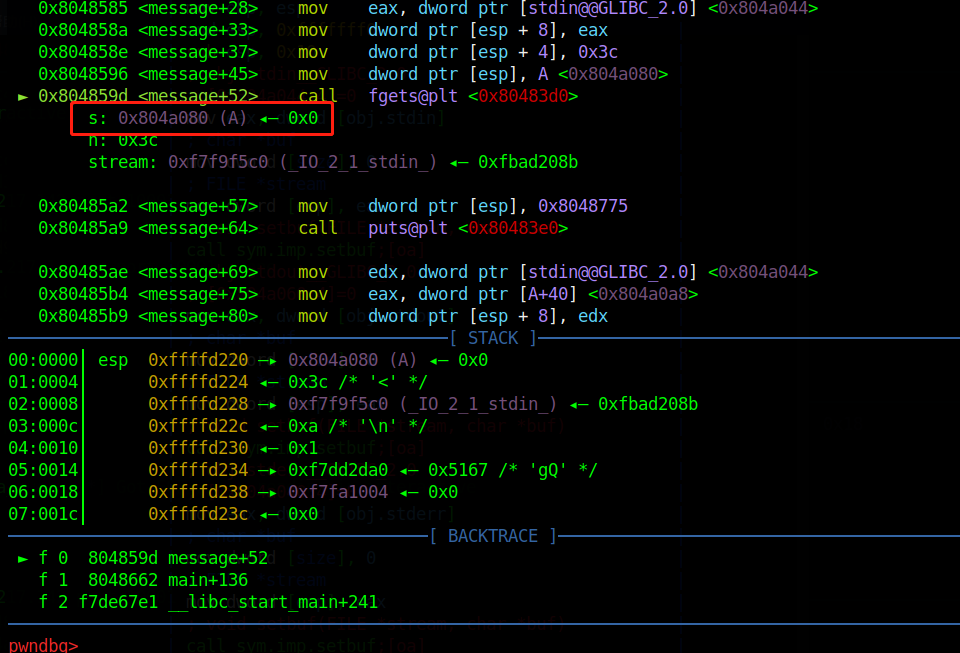 0x8048585 <message+28> mov eax, dword ptr [stdin@@GLIBC_2.0] <0x804a044>
0x804858a <message+33> mov dword ptr [esp + 8], eax
0x804858e <message+37> mov dword ptr [esp + 4], 0x3c
0x8048596 <message+45> mov dword ptr [esp], A <0x804a080>
► 0x804859d <message+52> call fgets@plt <0x80483d0>
s: 0x804a080 (A) ◂— 0x0
n: 0x3c
stream: 0xf7f9f5c0 (_IO_2_1_stdin_) ◂— 0xfbad208b
0x80485a2 <message+57> mov dword ptr [esp], 0x8048775
0x80485a9 <message+64> call puts@plt <0x80483e0>
0x80485ae <message+69> mov edx, dword ptr [stdin@@GLIBC_2.0] <0x804a044>
0x80485b4 <message+75> mov eax, dword ptr [A+40] <0x804a0a8>
0x80485b9 <message+80> mov dword ptr [esp + 8], edx
[ STACK ]
00:0000│ esp 0xffffd220 —▸ 0x804a080 (A) ◂— 0x0
01:0004│ 0xffffd224 ◂— 0x3c /* '<' */
02:0008│ 0xffffd228 —▸ 0xf7f9f5c0 (_IO_2_1_stdin_) ◂— 0xfbad208b
03:000c│ 0xffffd22c ◂— 0xa /* '\n' */
04:0010│ 0xffffd230 ◂— 0x1
05:0014│ 0xffffd234 —▸ 0xf7dd2da0 ◂— 0x5167 /* 'gQ' */
06:0018│ 0xffffd238 —▸ 0xf7fa1004 ◂— 0x0
07:001c│ 0xffffd23c ◂— 0x0
[ BACKTRACE ]
► f 0 804859d message+52
f 1 8048662 main+136
f 2 f7de67e1 __libc_start_main+241
pwndbg>